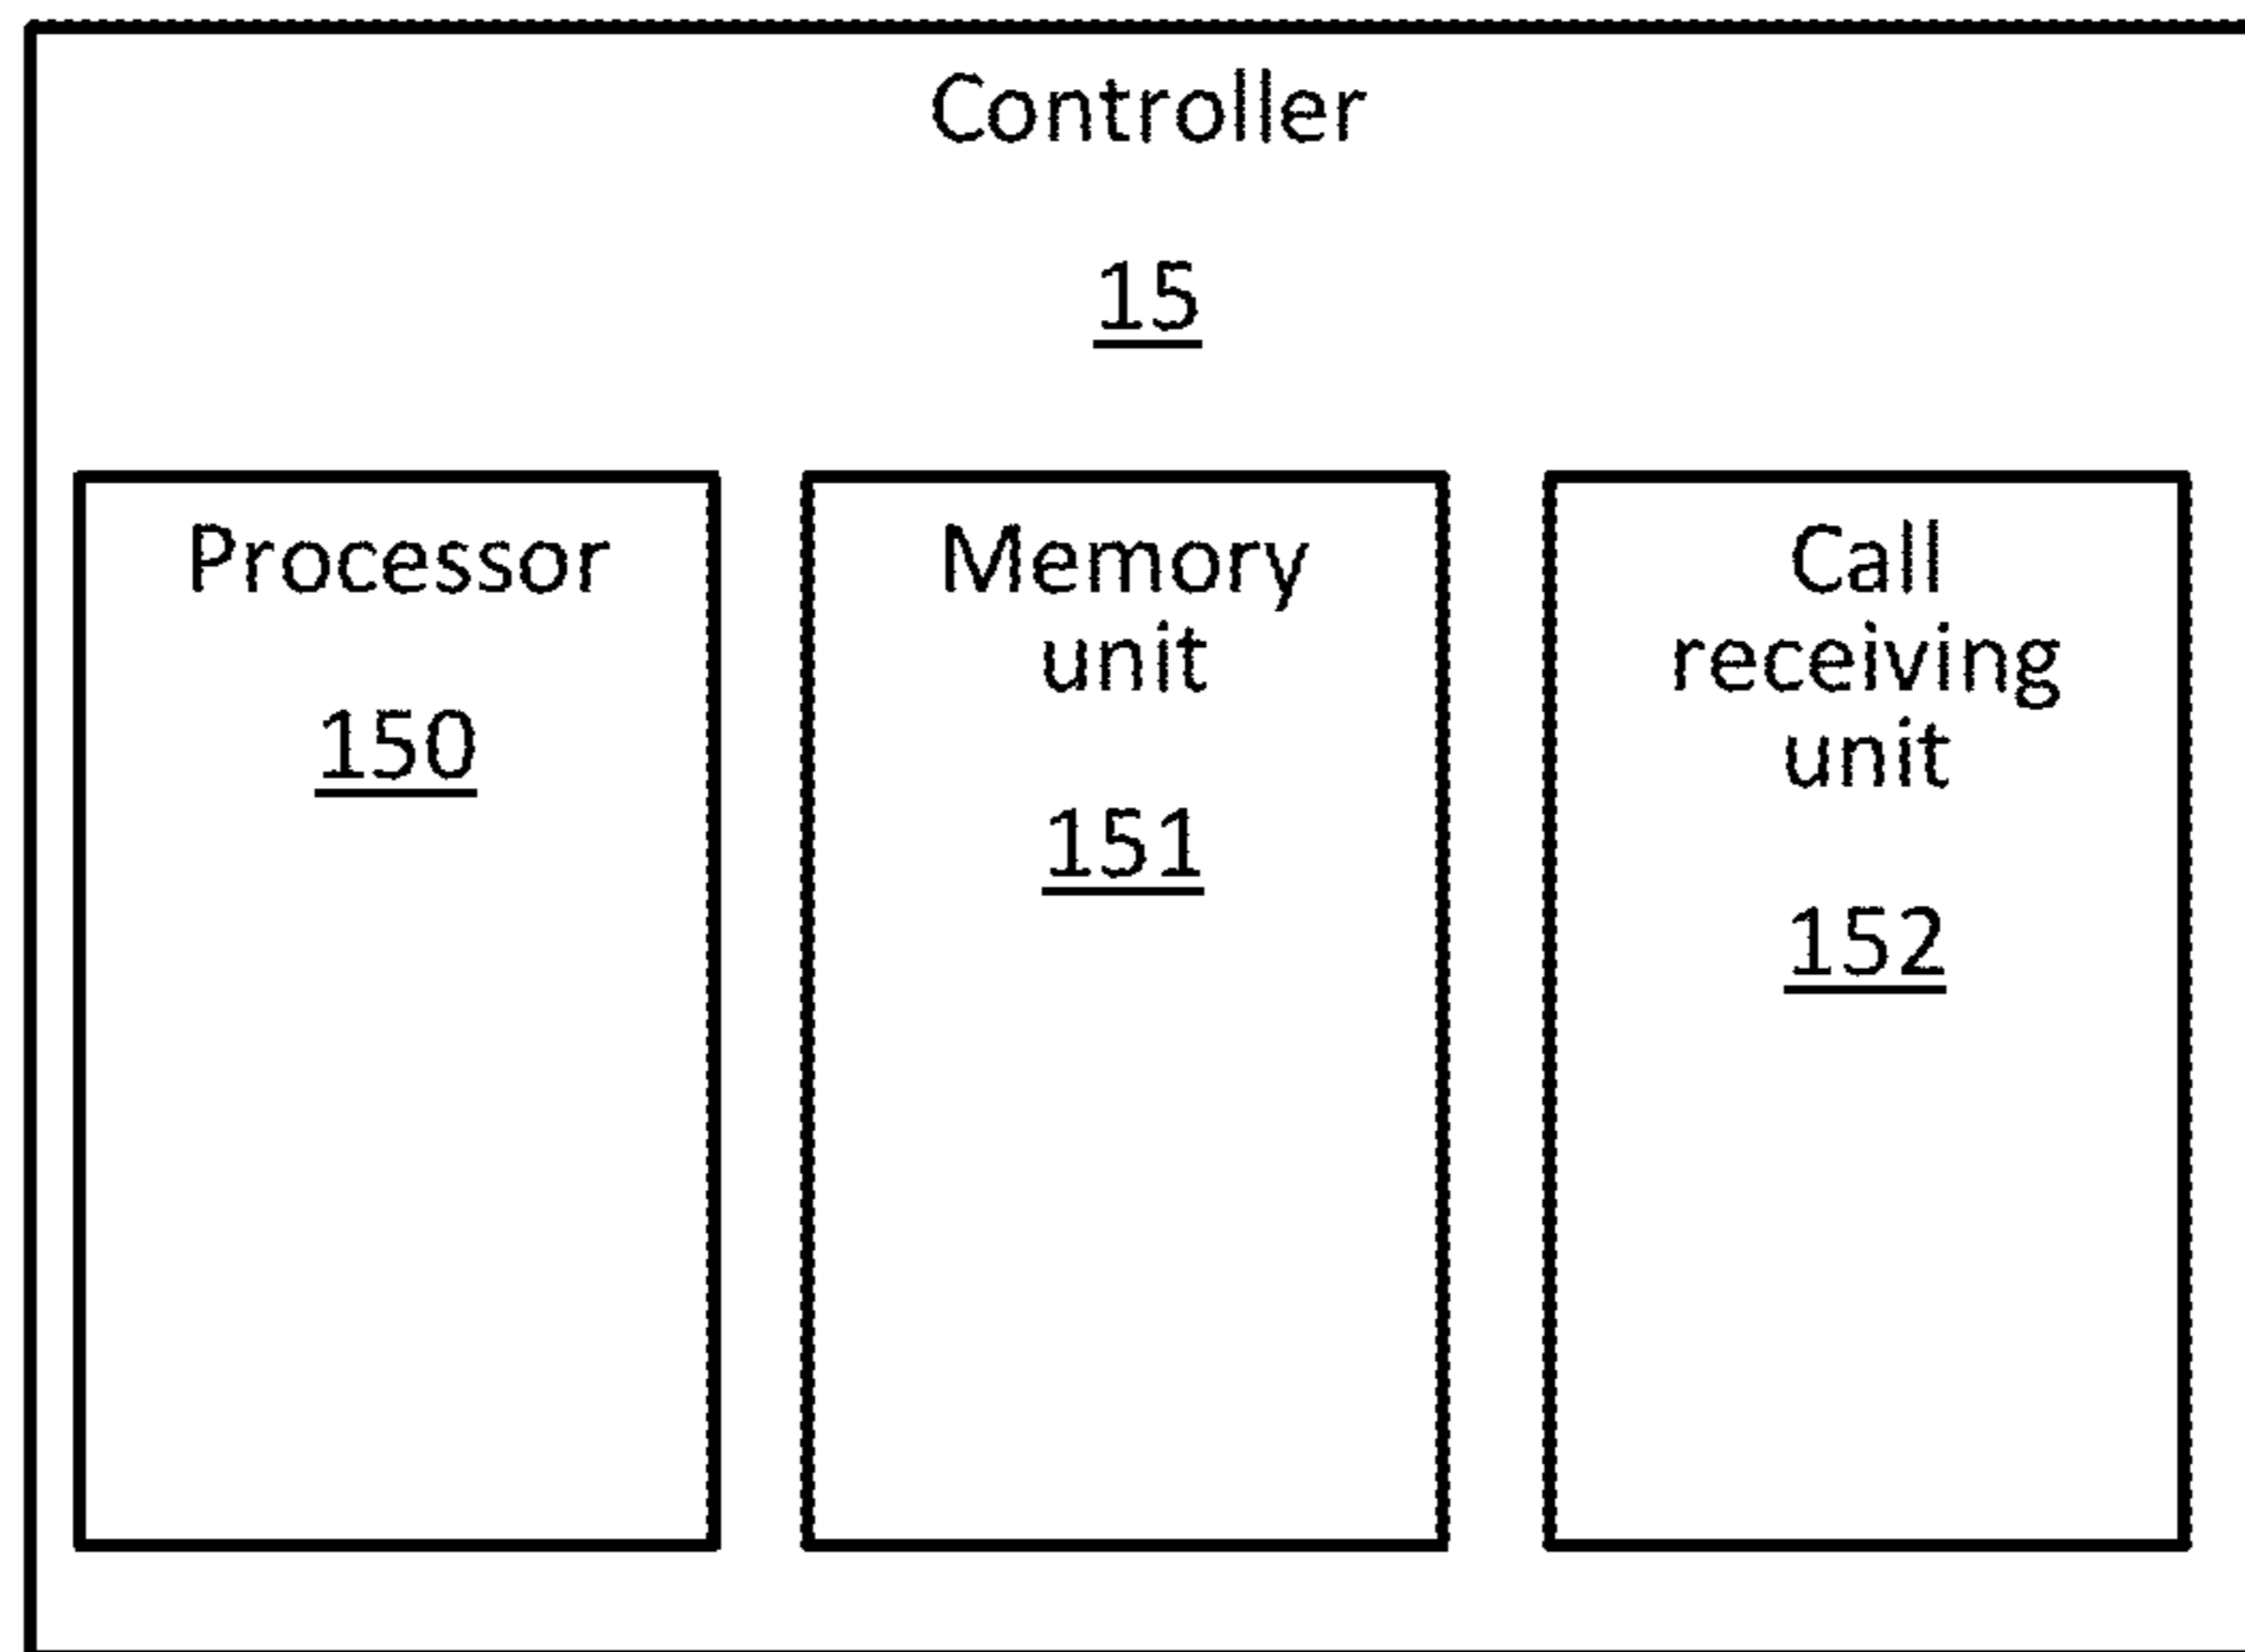 Controller
15
Processor
150
Memory
unit
151
Call
receiving
unit
152